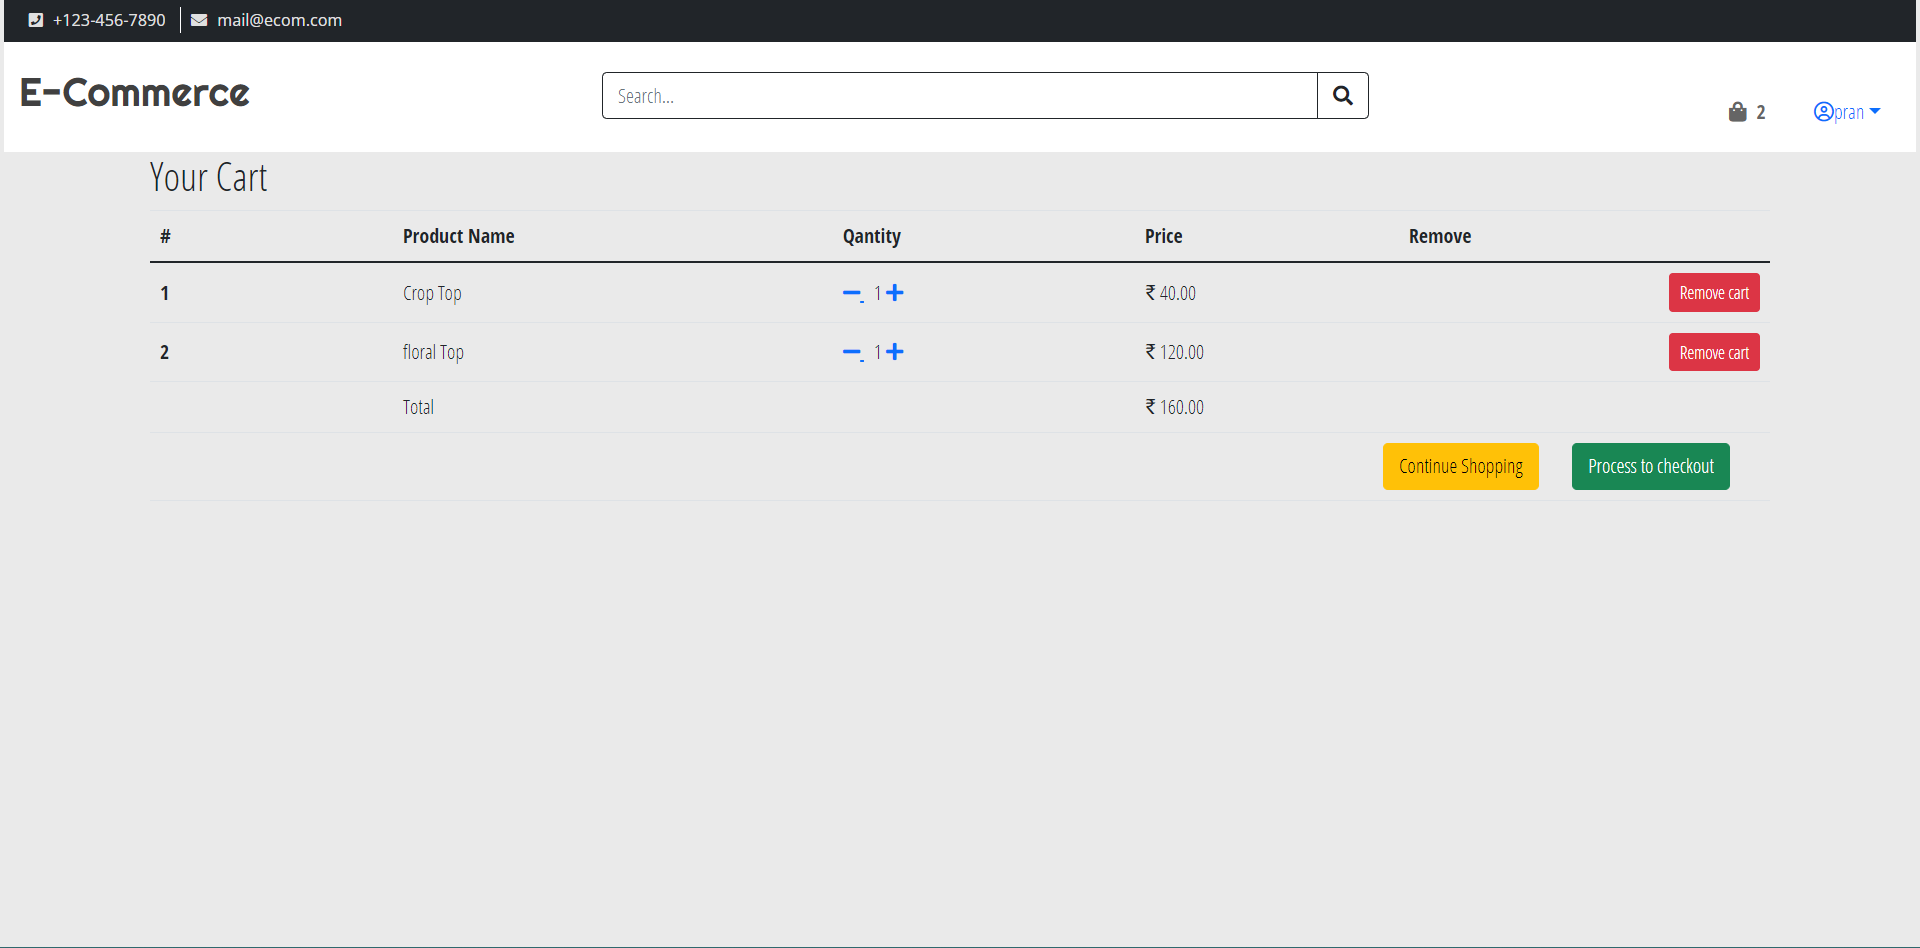 +123-456-7890 mail@ecom.com
E-Commerce
Search...
2
pran
Your Cart
# Product Name Qantity Price Remove
1 Crop Top 1 ₹ 40.00 Remove cart
2 floral Top 1 ₹ 120.00 Remove cart
Total ₹ 160.00
Continue Shopping Process to checkout